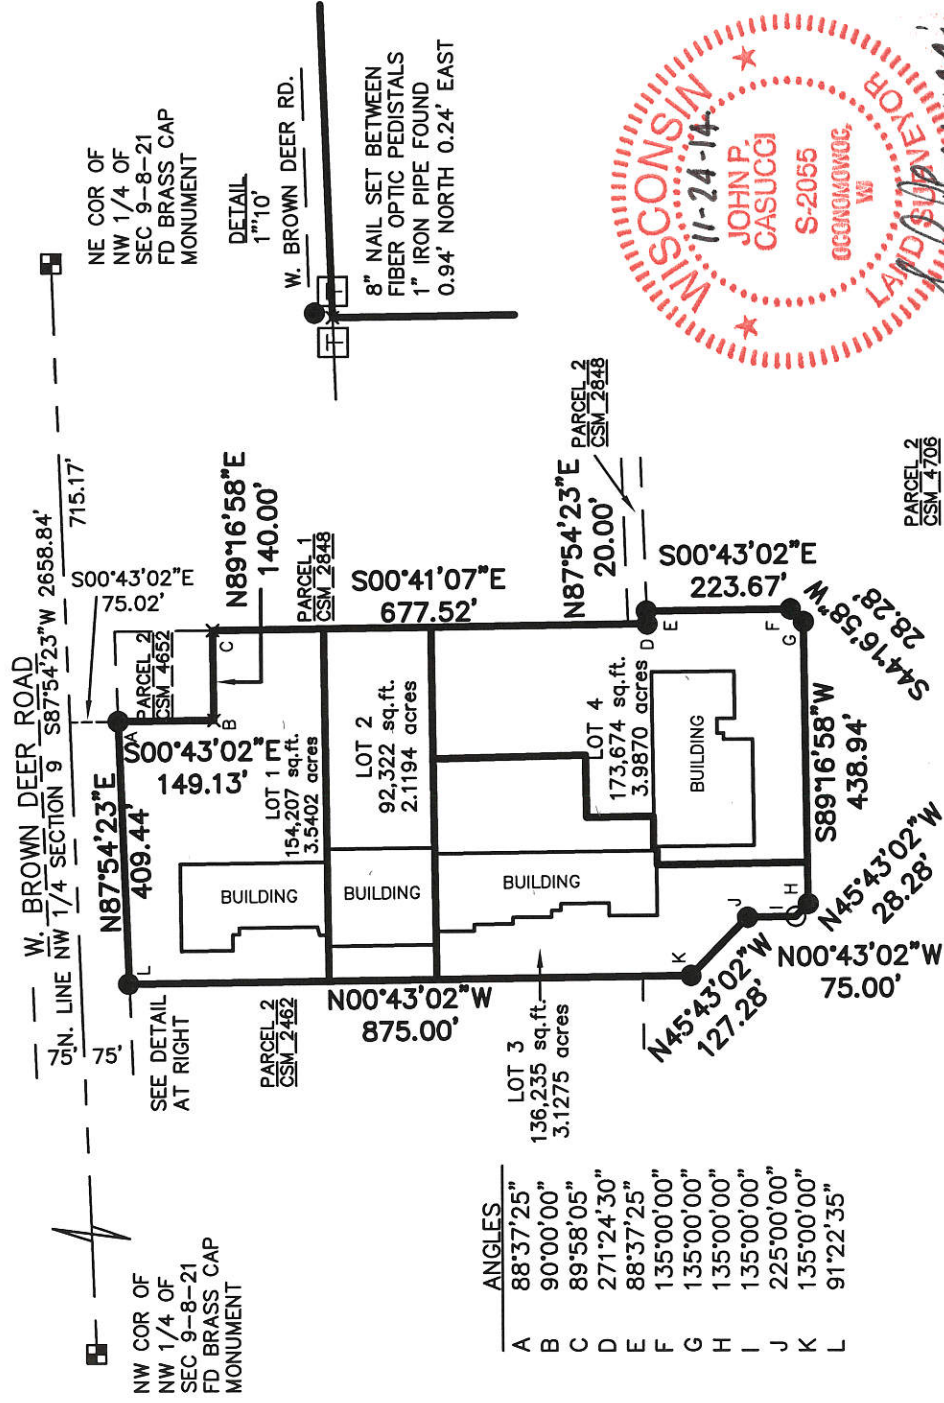 W. BROWN DEER ROAD
N. LINE NW 1/4 SECTION 9 S87°54'23"W 2658.84'
75'
75'
715.17'
NE COR OF
NW 1/4 OF
SEC 9-8-21
FD BRASS CAP
MONUMENT
DETAIL
1"=10'
W. BROWN DEER RD.
T
T
8" NAIL SET BETWEEN
FIBER OPTIC PEDISTALS
1" IRON PIPE FOUND
0.94' NORTH 0.24' EAST
WISCONSIN
11-24-14
JOHN P.
CASUCCI
S-2055
OCONOMOWOC,
WI
LAND SURVEYOR
S00°43'02"E
75.02'
N87°54'23"E
409.44'
L
A
PARCEL 2
CSM 4652
S00°43'02"E
149.13'
B
C
N89°16'58"E
140.00'
SEE DETAIL
AT RIGHT
PARCEL 2
CSM 2462
PARCEL 1
CSM 2848
LOT 1
154,207 sq.ft.
3.5402 acres
BUILDING
S00°41'07"E
677.52'
LOT 2
92,322 sq.ft.
2.1194 acres
BUILDING
N00°43'02"W
875.00'
BUILDING
LOT 3
136,235 sq.ft.
3.1275 acres
LOT 4
173,674 sq.ft.
3.9870 acres
BUILDING
N87°54'23"E
20.00'
PARCEL 2
CSM 2848
D
E
S00°43'02"E
223.67'
F
G
S44°16'58"W
28.28'
PARCEL 2
CSM 4706
S89°16'58"W
438.94'
H
N45°43'02"W
28.28'
I
N00°43'02"W
75.00'
J
N45°43'02"W
127.28'
K
NW COR OF
NW 1/4 OF
SEC 9-8-21
FD BRASS CAP
MONUMENT
ANGLES
A 88°37'25"
B 90°00'00"
C 89°58'05"
D 271°24'30"
E 88°37'25"
F 135°00'00"
G 135°00'00"
H 135°00'00"
I 135°00'00"
J 225°00'00"
K 135°00'00"
L 91°22'35"